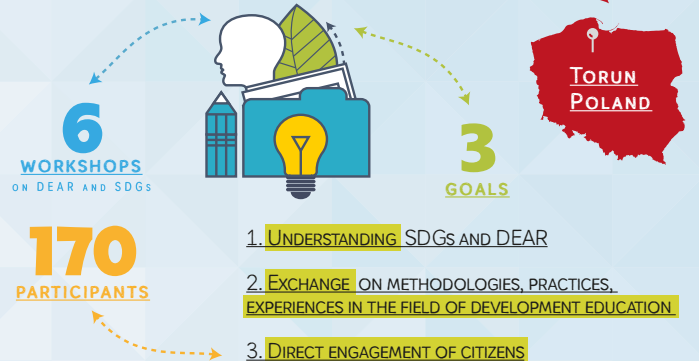 Torun
Poland
6
WORKSHOPS
ON DEAR AND SDGs
3
GOALS
170
PARTICIPANTS
1. Understanding SDGs and DEAR
2. Exchange on methodologies, practices,
experiences in the field of development education
3. Direct engagement of citizens